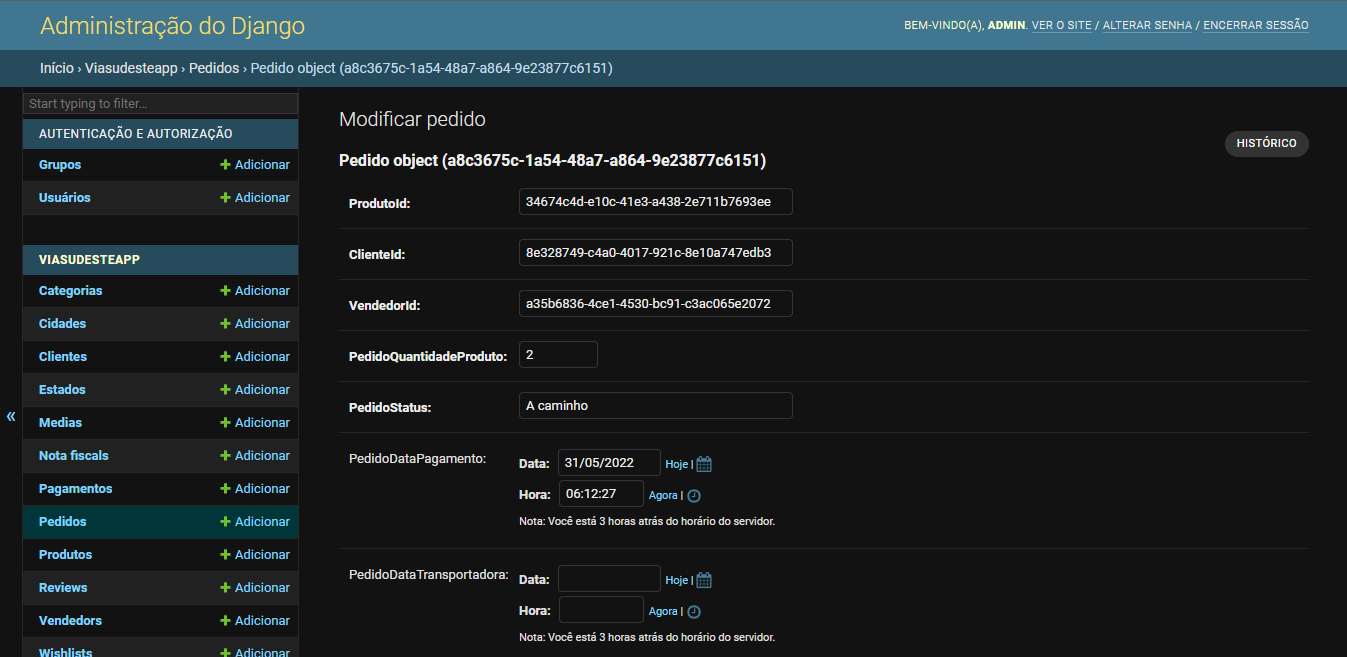 Administração do Django
BEM-VINDO(A), ADMIN. VER O SITE / ALTERAR SENHA / ENCERRAR SESSÃO
Início › Viasudesteapp › Pedidos › Pedido object (a8c3675c-1a54-48a7-a864-9e23877c6151)
Start typing to filter...
AUTENTICAÇÃO E AUTORIZAÇÃO
Grupos + Adicionar
Usuários + Adicionar
VIASUDESTEAPP
Categorias + Adicionar
Cidades + Adicionar
Clientes + Adicionar
Estados + Adicionar
Medias + Adicionar
Nota fiscals + Adicionar
Pagamentos + Adicionar
Pedidos + Adicionar
Produtos + Adicionar
Reviews + Adicionar
Vendedors + Adicionar
Wishlists + Adicionar
«
Modificar pedido
HISTÓRICO
Pedido object (a8c3675c-1a54-48a7-a864-9e23877c6151)
ProdutoId: 34674c4d-e10c-41e3-a438-2e711b7693ee
ClienteId: 8e328749-c4a0-4017-921c-8e10a747edb3
VendedorId: a35b6836-4ce1-4530-bc91-c3ac065e2072
PedidoQuantidadeProduto: 2
PedidoStatus: A caminho
PedidoDataPagamento: Data: 31/05/2022 Hoje |
Hora: 06:12:27 Agora |
Nota: Você está 3 horas atrás do horário do servidor.
PedidoDataTransportadora: Data: Hoje |
Hora: Agora |
Nota: Você está 3 horas atrás do horário do servidor.